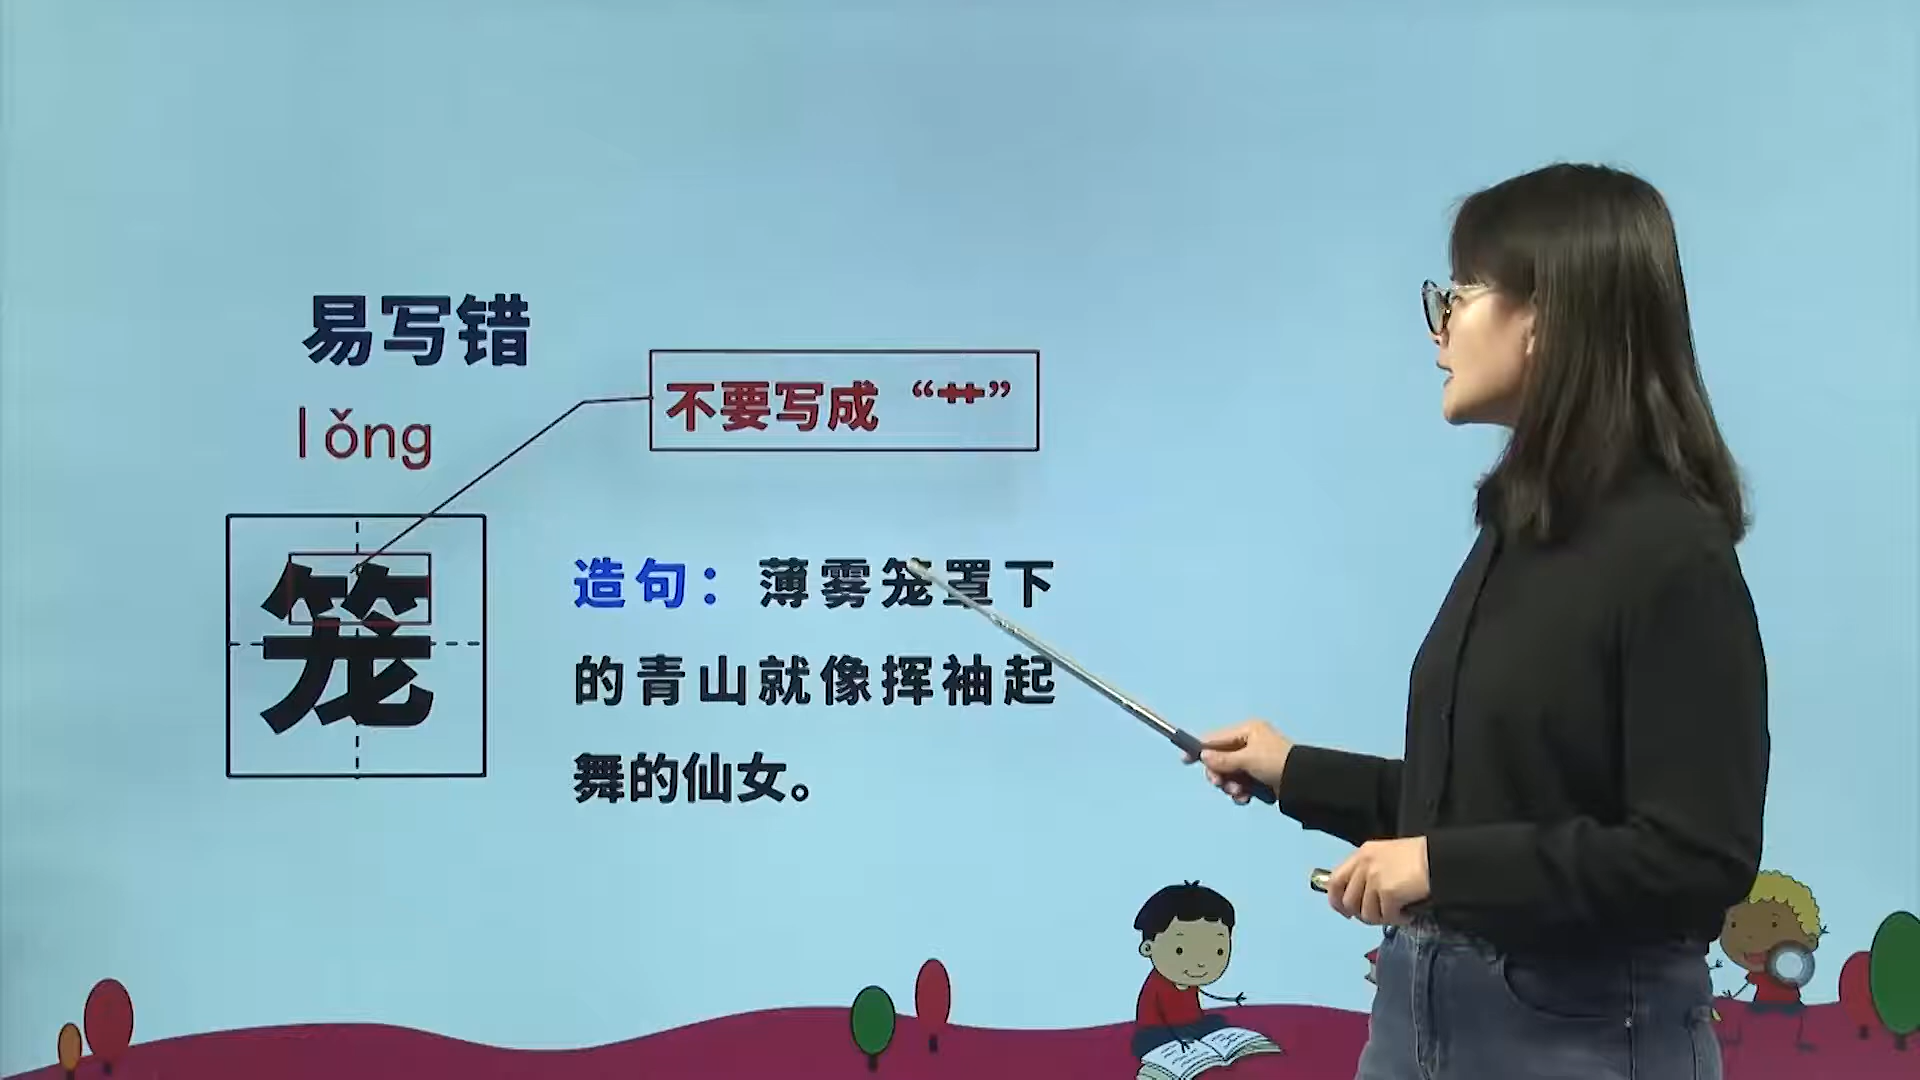 易写错
lǒng
不要写成“艹”
笼
造句：薄雾笼罩下
的青山就像挥袖起
舞的仙女。